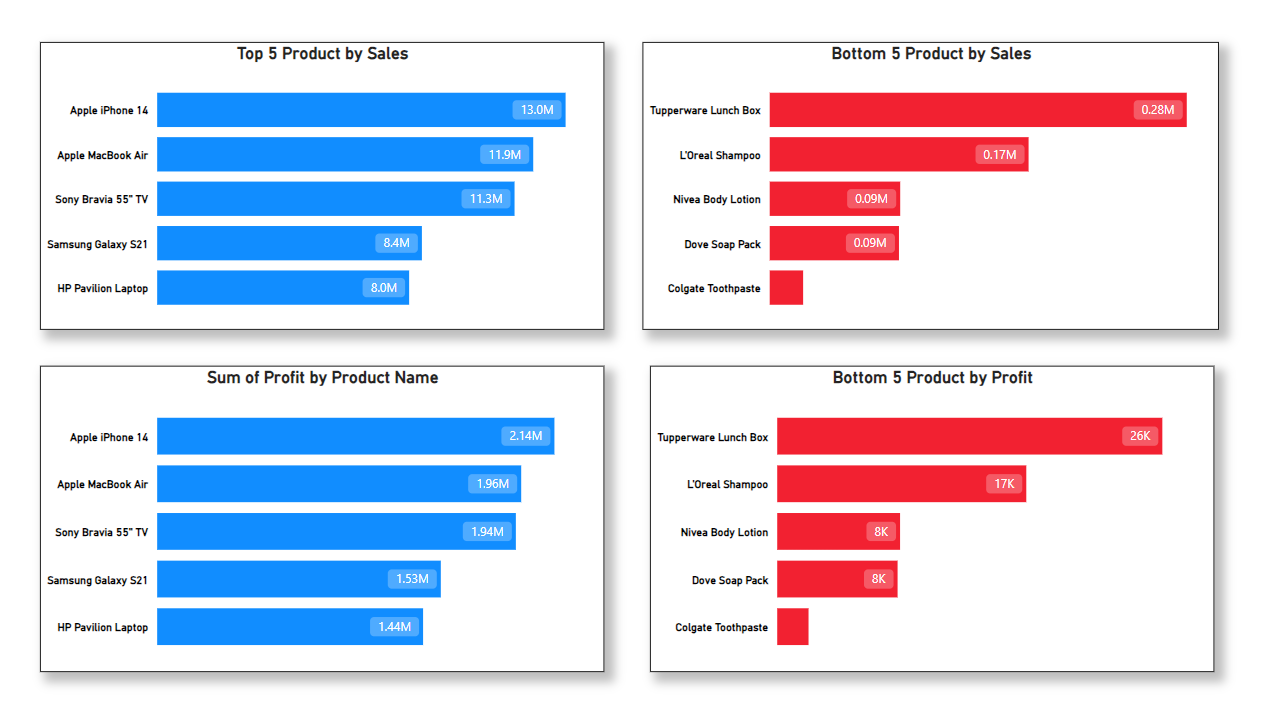 Top 5 Product by Sales
Apple iPhone 14 13.0M
Apple MacBook Air 11.9M
Sony Bravia 55" TV 11.3M
Samsung Galaxy S21 8.4M
HP Pavilion Laptop 8.0M
Bottom 5 Product by Sales
Tupperware Lunch Box 0.28M
L'Oreal Shampoo 0.17M
Nivea Body Lotion 0.09M
Dove Soap Pack 0.09M
Colgate Toothpaste
Sum of Profit by Product Name
Apple iPhone 14 2.14M
Apple MacBook Air 1.96M
Sony Bravia 55" TV 1.94M
Samsung Galaxy S21 1.53M
HP Pavilion Laptop 1.44M
Bottom 5 Product by Profit
Tupperware Lunch Box 26K
L'Oreal Shampoo 17K
Nivea Body Lotion 8K
Dove Soap Pack 8K
Colgate Toothpaste